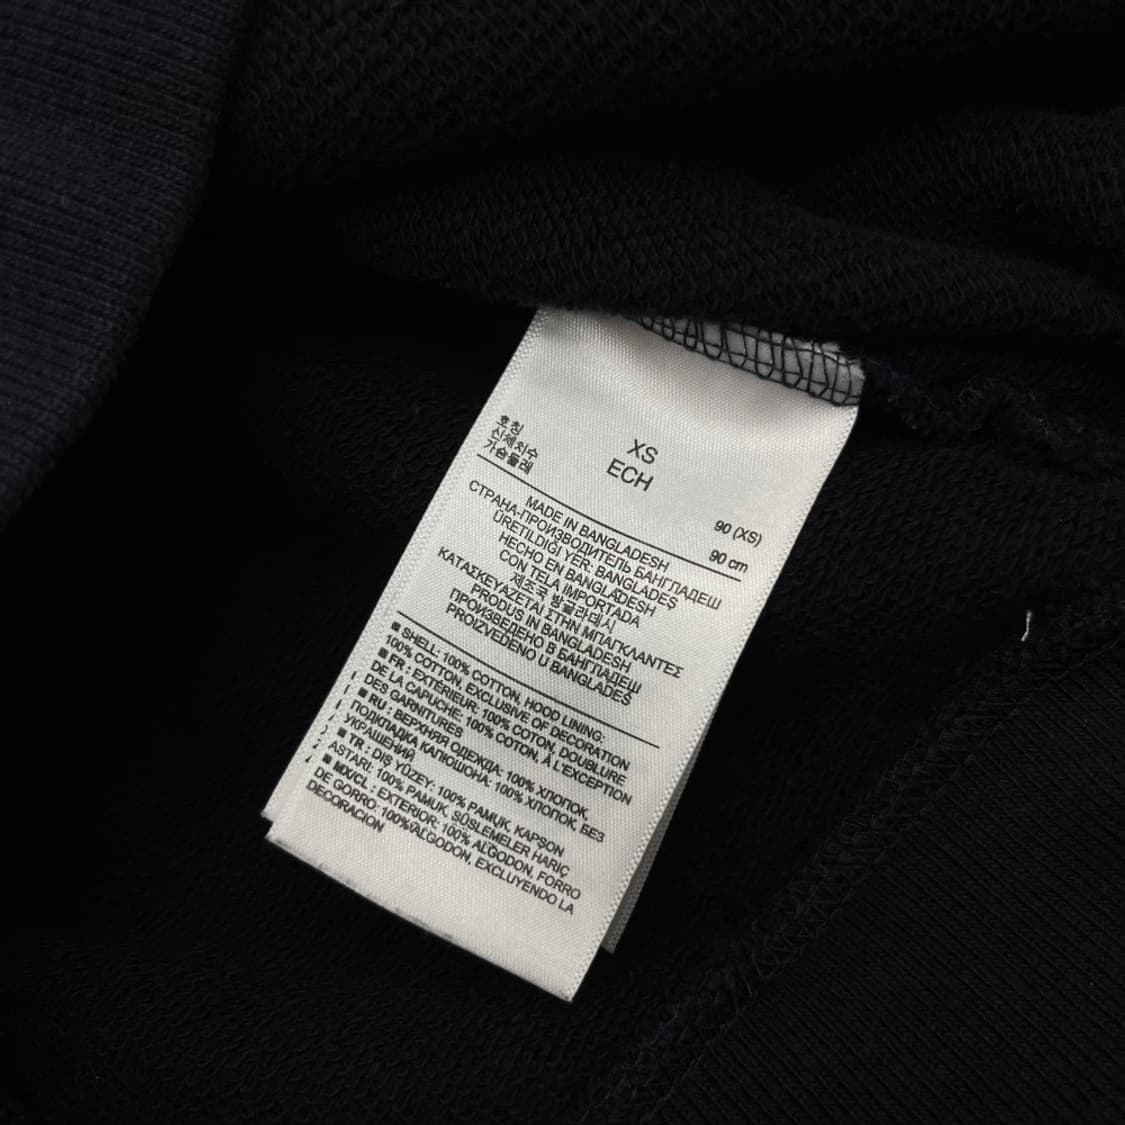 호칭
신체치수
가슴둘레
XS
ECH
90 (XS)
90 cm
MADE IN BANGLADESH
СТРАНА-ПРОИЗВОДИТЕЛЬ БАНГЛАДЕШ
ÜRETILDIĞI YER: BANGLADEŞ
HECHO EN BANGLADESH
CON TELA IMPORTADA
제조국 방글라데시
ΚΑΤΑΣΚΕΥΑΖΕΤΑΙ ΣΤΗΝ ΜΠΑΓΚΛΑΝΤΕΣ
PRODUS IN BANGLADESH
ПРОИЗВЕДЕНО В БАНГЛАДЕШ
PROIZVEDENO U BANGLADEŠ
■ SHELL: 100% COTTON, HOOD LINING:
100% COTTON, EXCLUSIVE OF DECORATION
■ FR : EXTÉRIEUR: 100% COTON, DOUBLURE
DE LA CAPUCHE: 100% COTON, À L'EXCEPTION
DES GARNITURES
■ RU : ВЕРХНЯЯ ОДЕЖДА: 100% ХЛОПОК,
ПОДКЛАДКА КАПЮШОНА: 100% ХЛОПОК, БЕЗ
УКРАШЕНИЙ
■ TR : DIŞ YÜZEY: 100% PAMUK, KAPŞON
ASTARI: 100% PAMUK, SÜSLEMELER HARIÇ
■ MX/CL : EXTERIOR: 100% ALGODON, FORRO
DE GORRO: 100% ALGODON, EXCLUYENDO LA
DECORACION